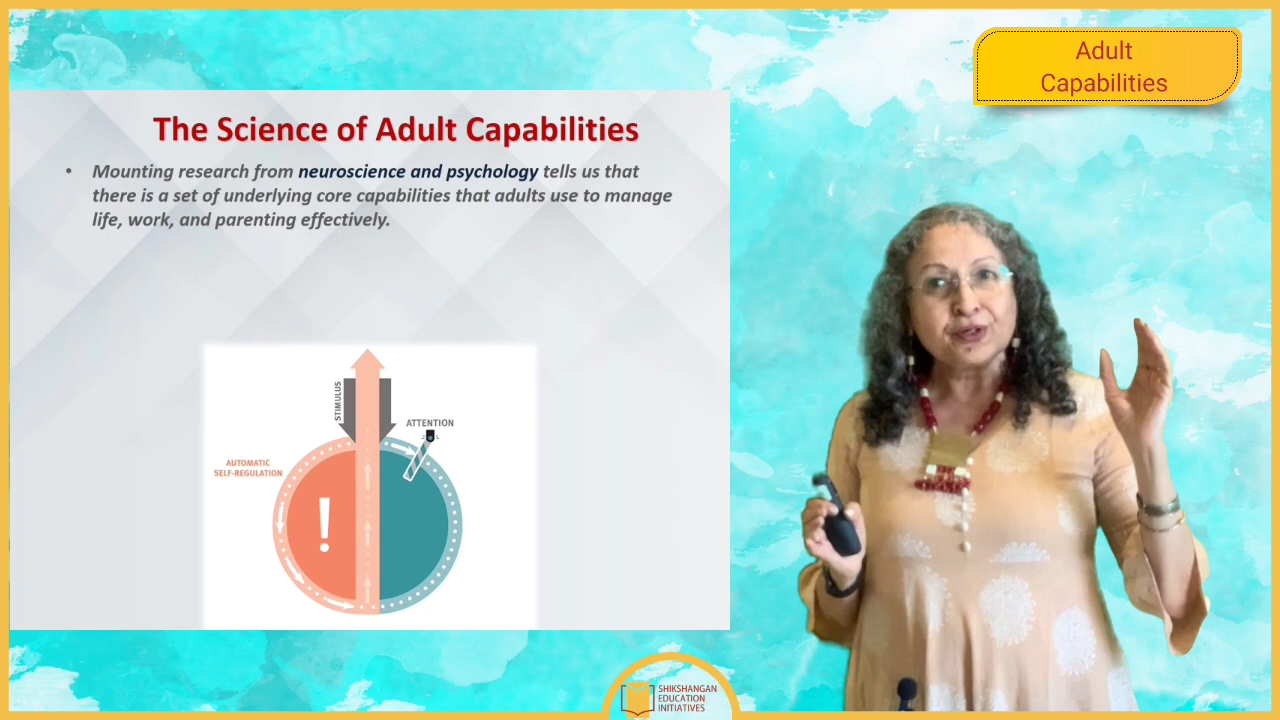 Adult
Capabilities
The Science of Adult Capabilities
• Mounting research from neuroscience and psychology tells us that
there is a set of underlying core capabilities that adults use to manage
life, work, and parenting effectively.
STIMULUS
ATTENTION
AUTOMATIC
SELF-REGULATION
!
SHIKSHANGAN
EDUCATION
INITIATIVES